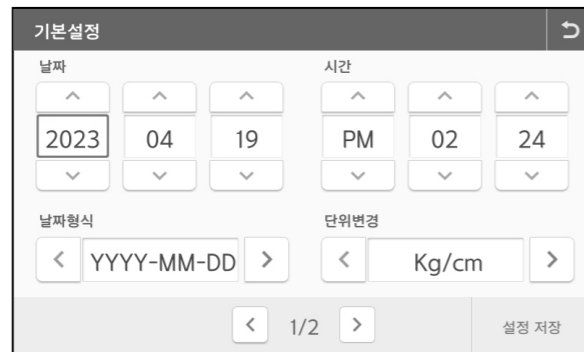 기본설정
날짜
시간
2023 04 19 PM 02 24
날짜형식
단위변경
YYYY-MM-DD Kg/cm
1/2 설정 저장